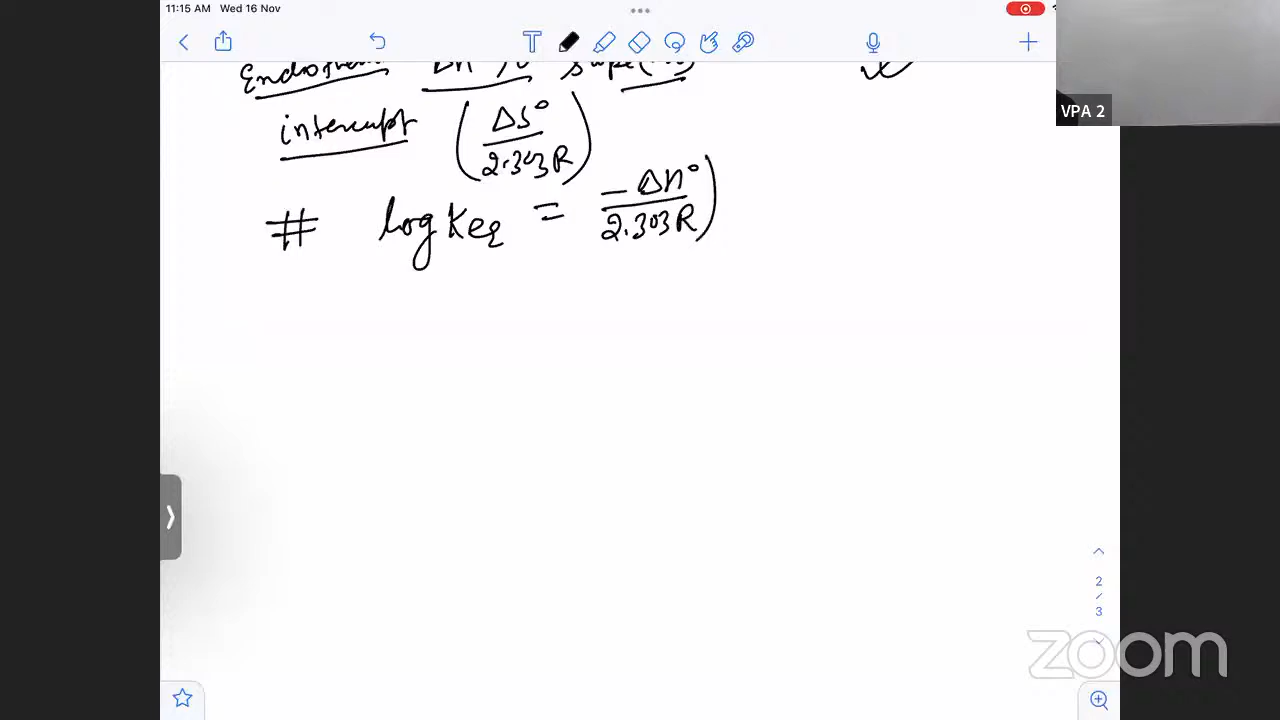 11:15 AM Wed 16 Nov
VPA 2
intercept (ΔS° / 2.303R)
# log Keq = -ΔH° / 2.303R)
2
/
3
zoom